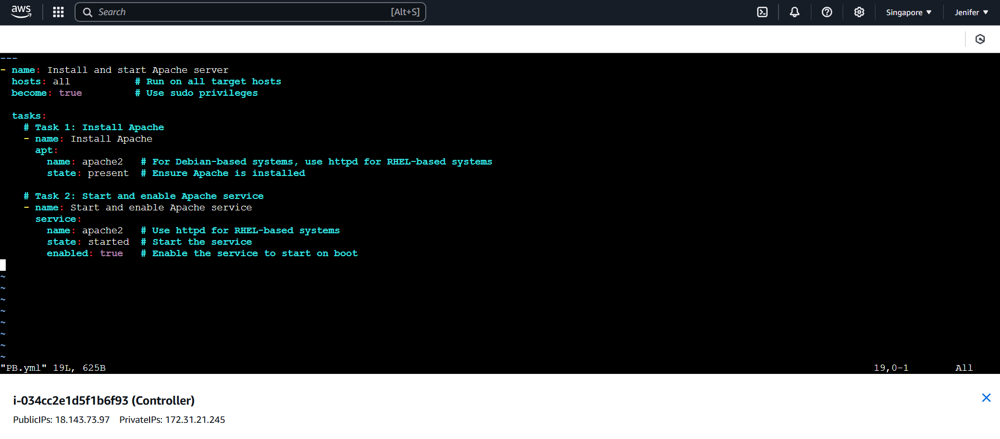 aws
Search [Alt+S] Singapore Jenifer
---
- name: Install and start Apache server
  hosts: all           # Run on all target hosts
  become: true         # Use sudo privileges
  tasks:
    # Task 1: Install Apache
    - name: Install Apache
      apt:
        name: apache2   # For Debian-based systems, use httpd for RHEL-based systems
        state: present  # Ensure Apache is installed
    # Task 2: Start and enable Apache service
    - name: Start and enable Apache service
      service:
        name: apache2   # Use httpd for RHEL-based systems
        state: started  # Start the service
        enabled: true   # Enable the service to start on boot
~
~
~
~
~
~
~
~
"PB.yml" 19L, 625B 19,0-1 All
i-034cc2e1d5f1b6f93 (Controller)
PublicIPs: 18.143.73.97 PrivateIPs: 172.31.21.245